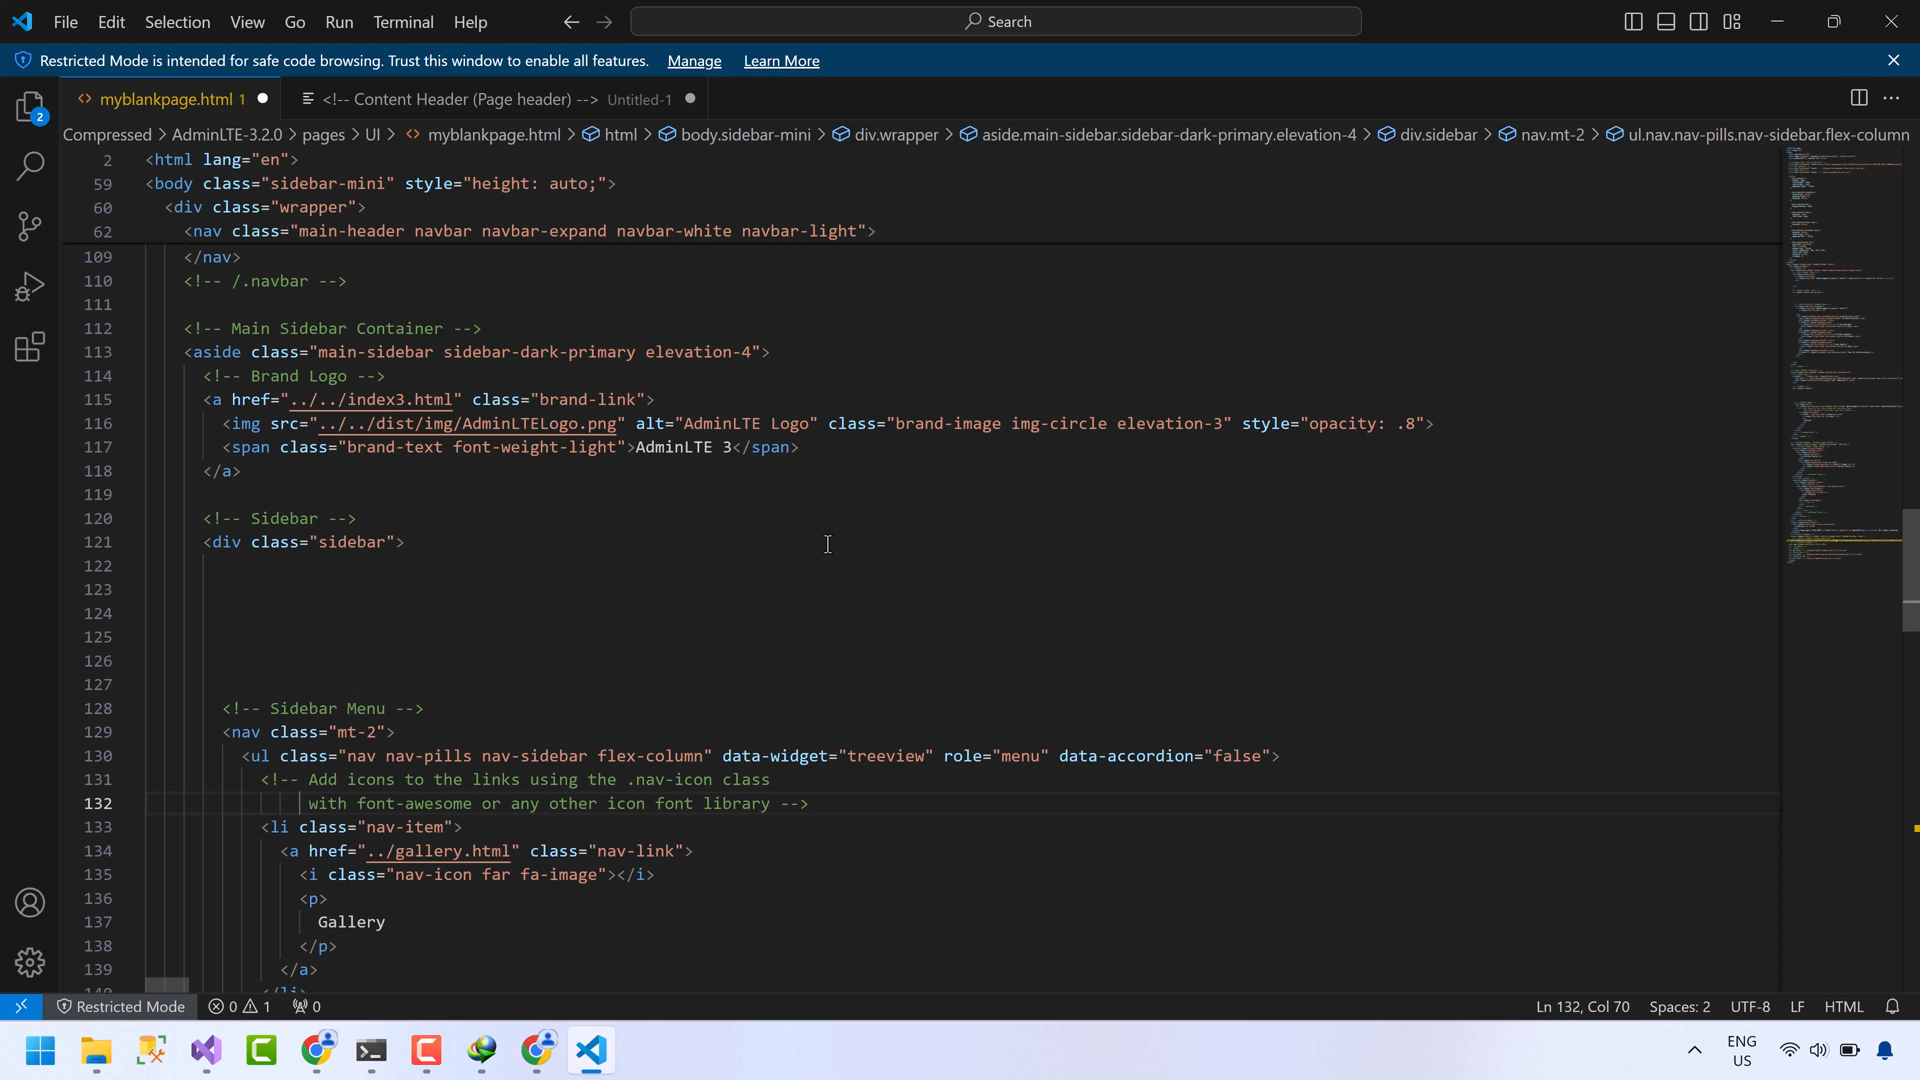 File Edit Selection View Go Run Terminal Help
Search
Restricted Mode is intended for safe code browsing. Trust this window to enable all features. Manage Learn More
myblankpage.html 1
<!-- Content Header (Page header) --> Untitled-1
Compressed > AdminLTE-3.2.0 > pages > UI > myblankpage.html > html > body.sidebar-mini > div.wrapper > aside.main-sidebar.sidebar-dark-primary.elevation-4 > div.sidebar > nav.mt-2 > ul.nav.nav-pills.nav-sidebar.flex-column
2 <html lang="en">
59 <body class="sidebar-mini" style="height: auto;">
60 <div class="wrapper">
62 <nav class="main-header navbar navbar-expand navbar-white navbar-light">
109 </nav>
110 <!-- /.navbar -->
111
112 <!-- Main Sidebar Container -->
113 <aside class="main-sidebar sidebar-dark-primary elevation-4">
114 <!-- Brand Logo -->
115 <a href="../../index3.html" class="brand-link">
116 <img src="../../dist/img/AdminLTELogo.png" alt="AdminLTE Logo" class="brand-image img-circle elevation-3" style="opacity: .8">
117 <span class="brand-text font-weight-light">AdminLTE 3</span>
118 </a>
119
120 <!-- Sidebar -->
121 <div class="sidebar">
122
123
124
125
126
127
128 <!-- Sidebar Menu -->
129 <nav class="mt-2">
130 <ul class="nav nav-pills nav-sidebar flex-column" data-widget="treeview" role="menu" data-accordion="false">
131 <!-- Add icons to the links using the .nav-icon class
132 with font-awesome or any other icon font library -->
133 <li class="nav-item">
134 <a href="../gallery.html" class="nav-link">
135 <i class="nav-icon far fa-image"></i>
136 <p>
137 Gallery
138 </p>
139 </a>
2
Restricted Mode 0 1 0
Ln 132, Col 70 Spaces: 2 UTF-8 LF HTML
ENG
US